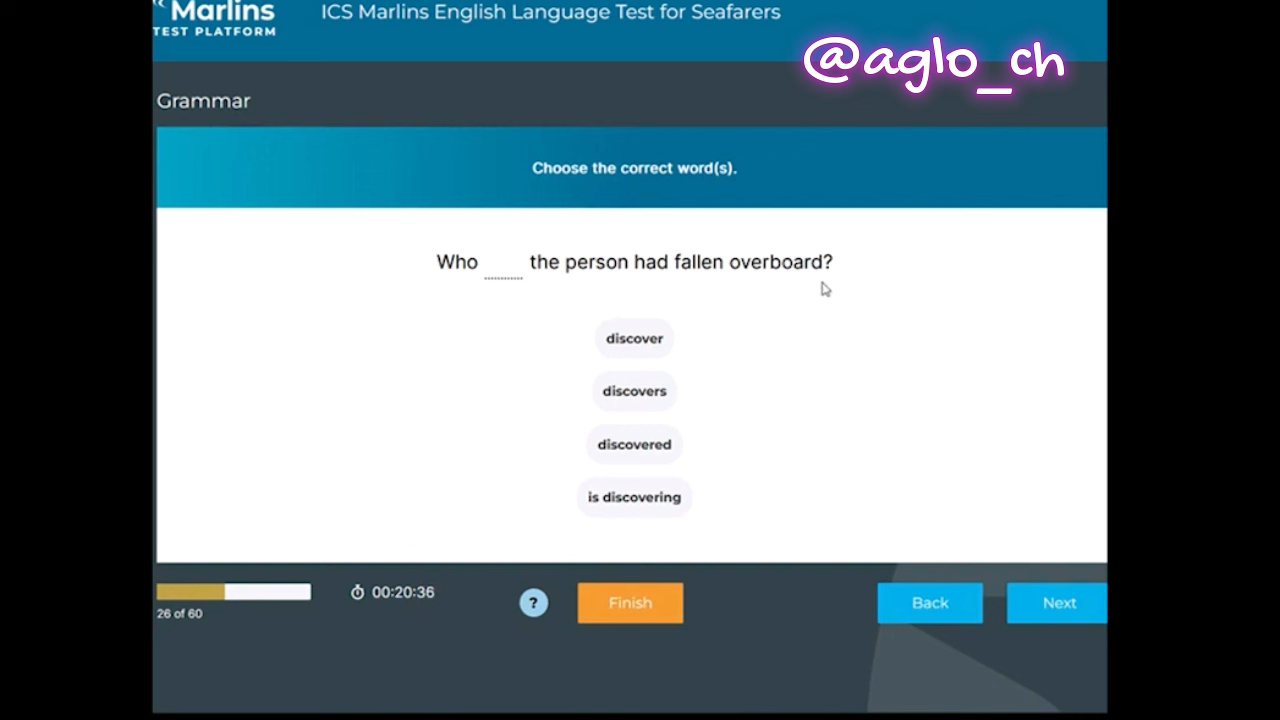 Marlins
TEST PLATFORM
ICS Marlins English Language Test for Seafarers
@aglo_ch
Grammar
Choose the correct word(s).
Who ____ the person had fallen overboard?
discover
discovers
discovered
is discovering
26 of 60
00:20:36
?
Finish
Back
Next